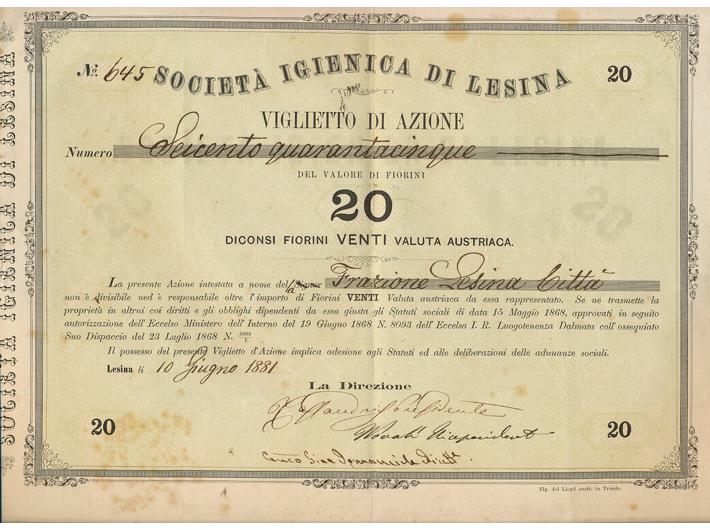 SOCIETÀ IGIENICA DI LESINA
Nº. 645 SOCIETÀ IGIENICA DI LESINA 20
VIGLIETTO DI AZIONE
Numero Seicento quarantacinque
DEL VALORE DI FIORINI
20
DICONSI FIORINI VENTI VALUTA AUSTRIACA.
La presente Azione intestata a nome del Signor la Frazione Lesina Città
non è divisibile ned è responsabile oltre l'importo di Fiorini VENTI Valuta austriaca da essa rappresentato. Se ne trasmette la
proprietà in altrui coi diritti e gli obblighi dipendenti da essa giusta gli Statuti sociali di data 15 Maggio 1868, approvati in seguito
autorizzazione dell'Eccelso Ministero dell'Interno del 19 Giugno 1868 N. 8093 dell'Eccelsa I. R. Luogotenenza Dalmata coll'ossequiato
Suo Dispaccio del 23 Luglio 1868 N.
Il possesso del presente Viglietto d'Azione implica adesione agli Statuti ed alle deliberazioni delle adunanze sociali.
Lesina li 10 Giugno 1881
La Direzione
Presidente
20 20
Tip. del Lloyd austr. in Trieste.